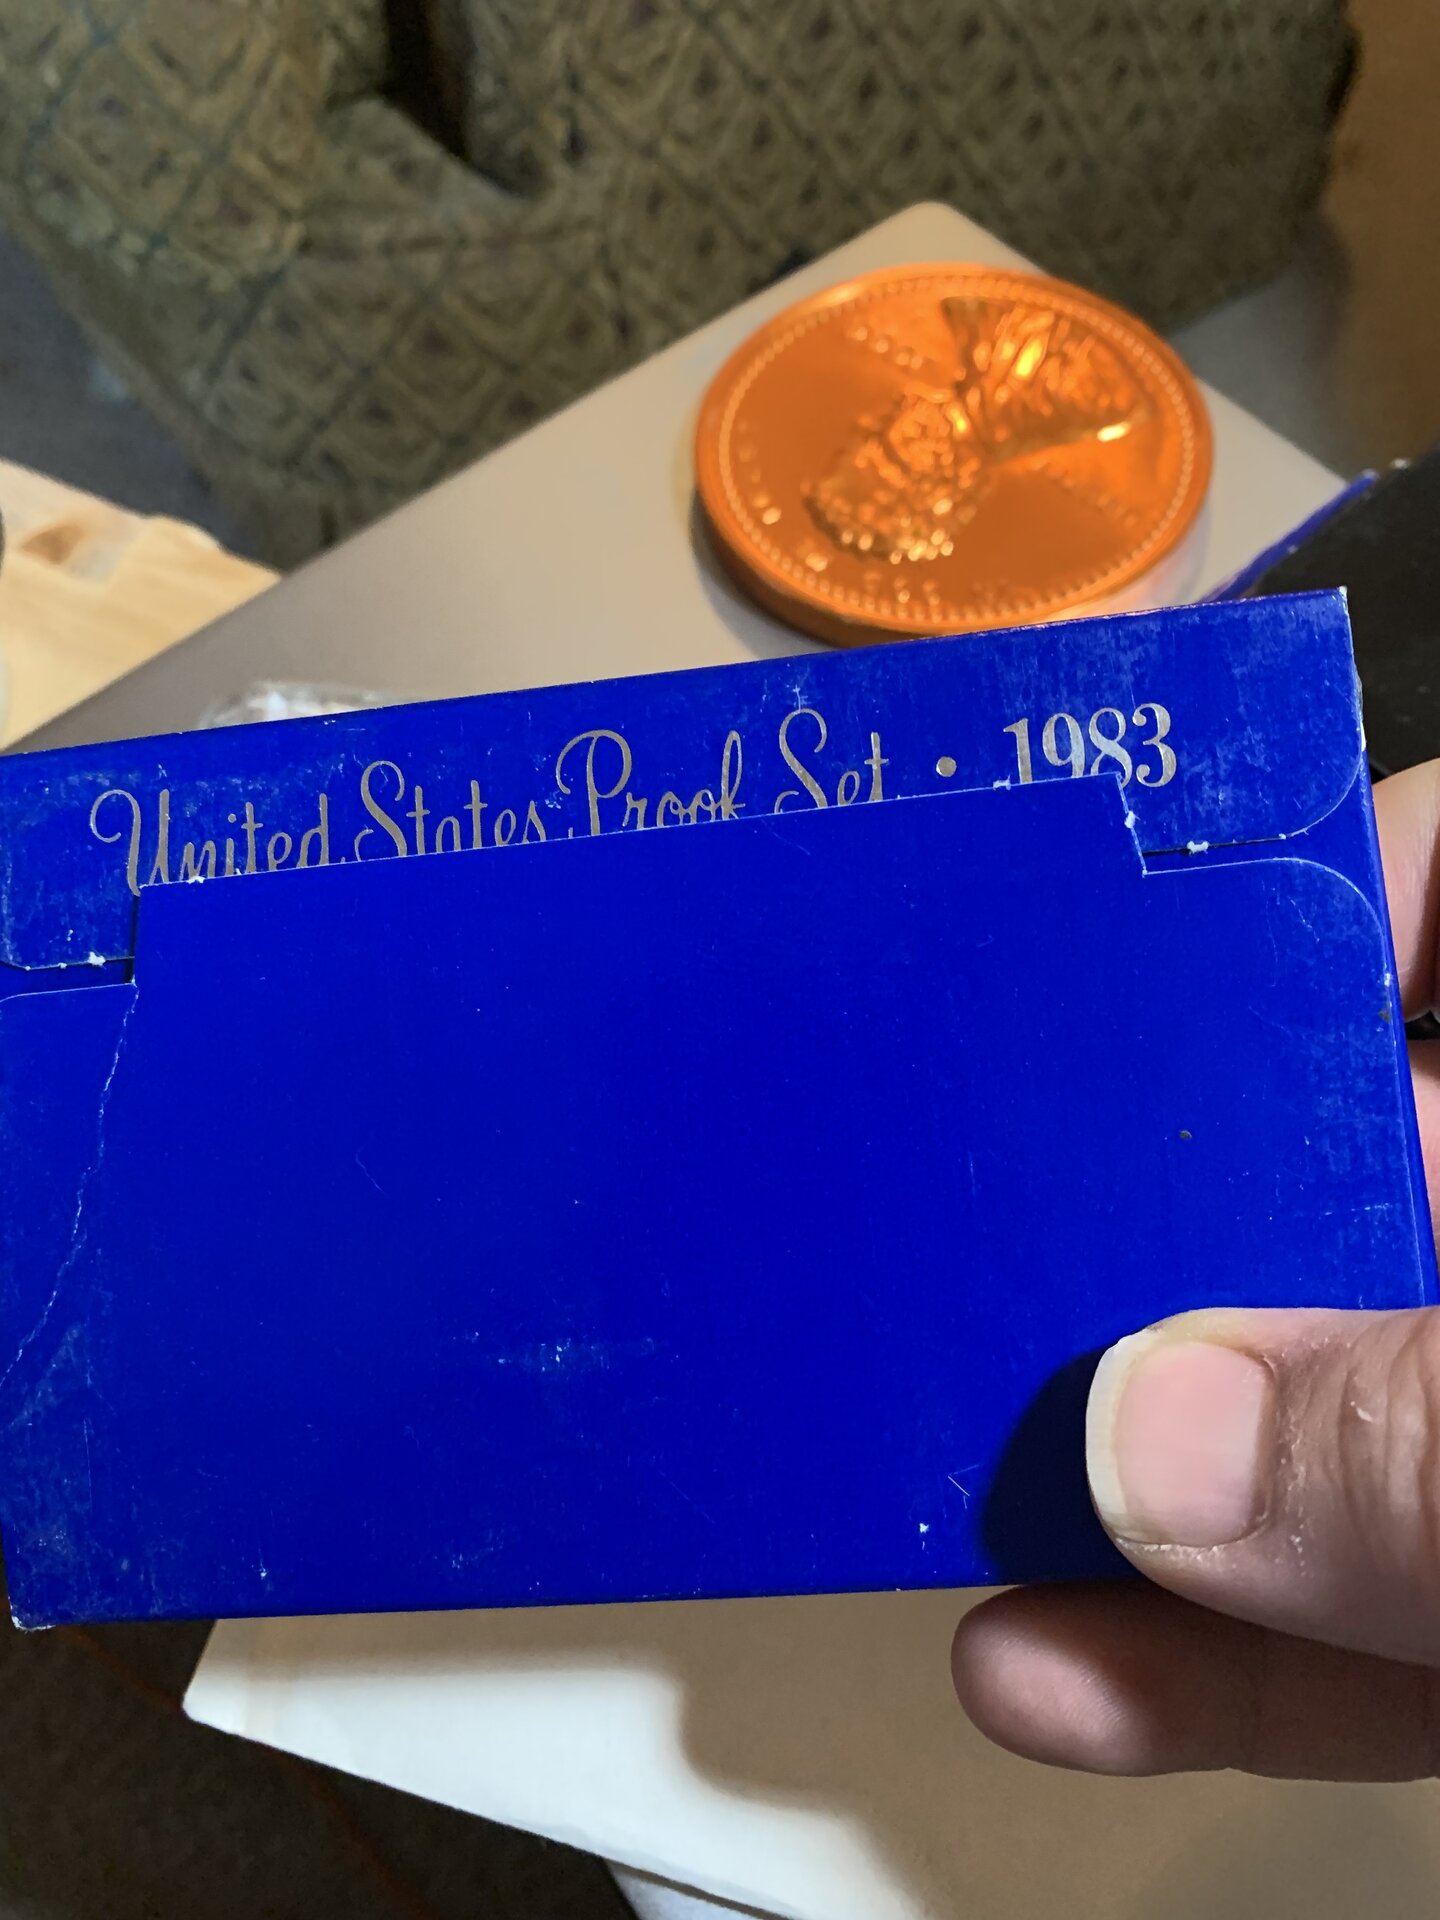 United States Proof Set • 1983